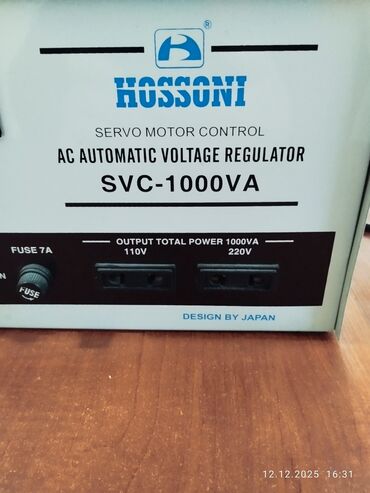 ®
HOSSONI
SERVO MOTOR CONTROL
AC AUTOMATIC VOLTAGE REGULATOR
SVC-1000VA
OUTPUT TOTAL POWER 1000VA
FUSE 7A 110V 220V
FUSE
DESIGN BY JAPAN
12.12.2025 16:31